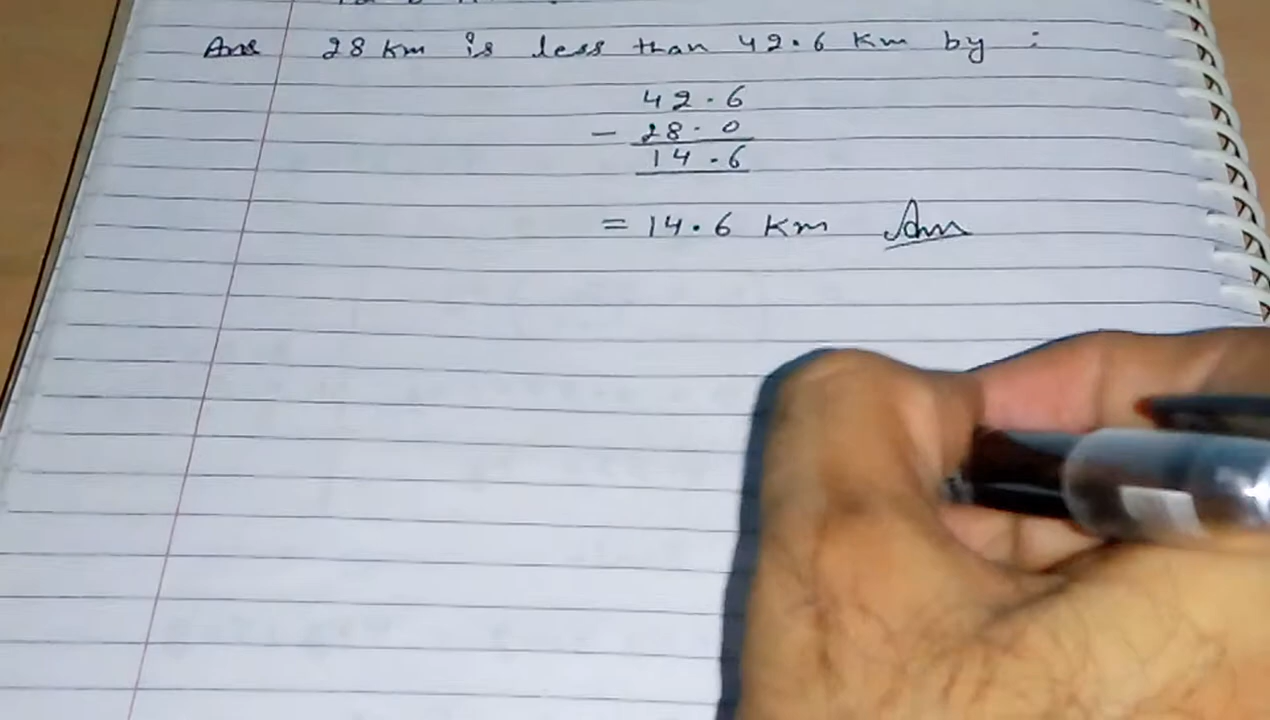 Ans 28 Km is less than 42.6 Km by :
42.6
- 28.0
14.6
= 14.6 Km Ans